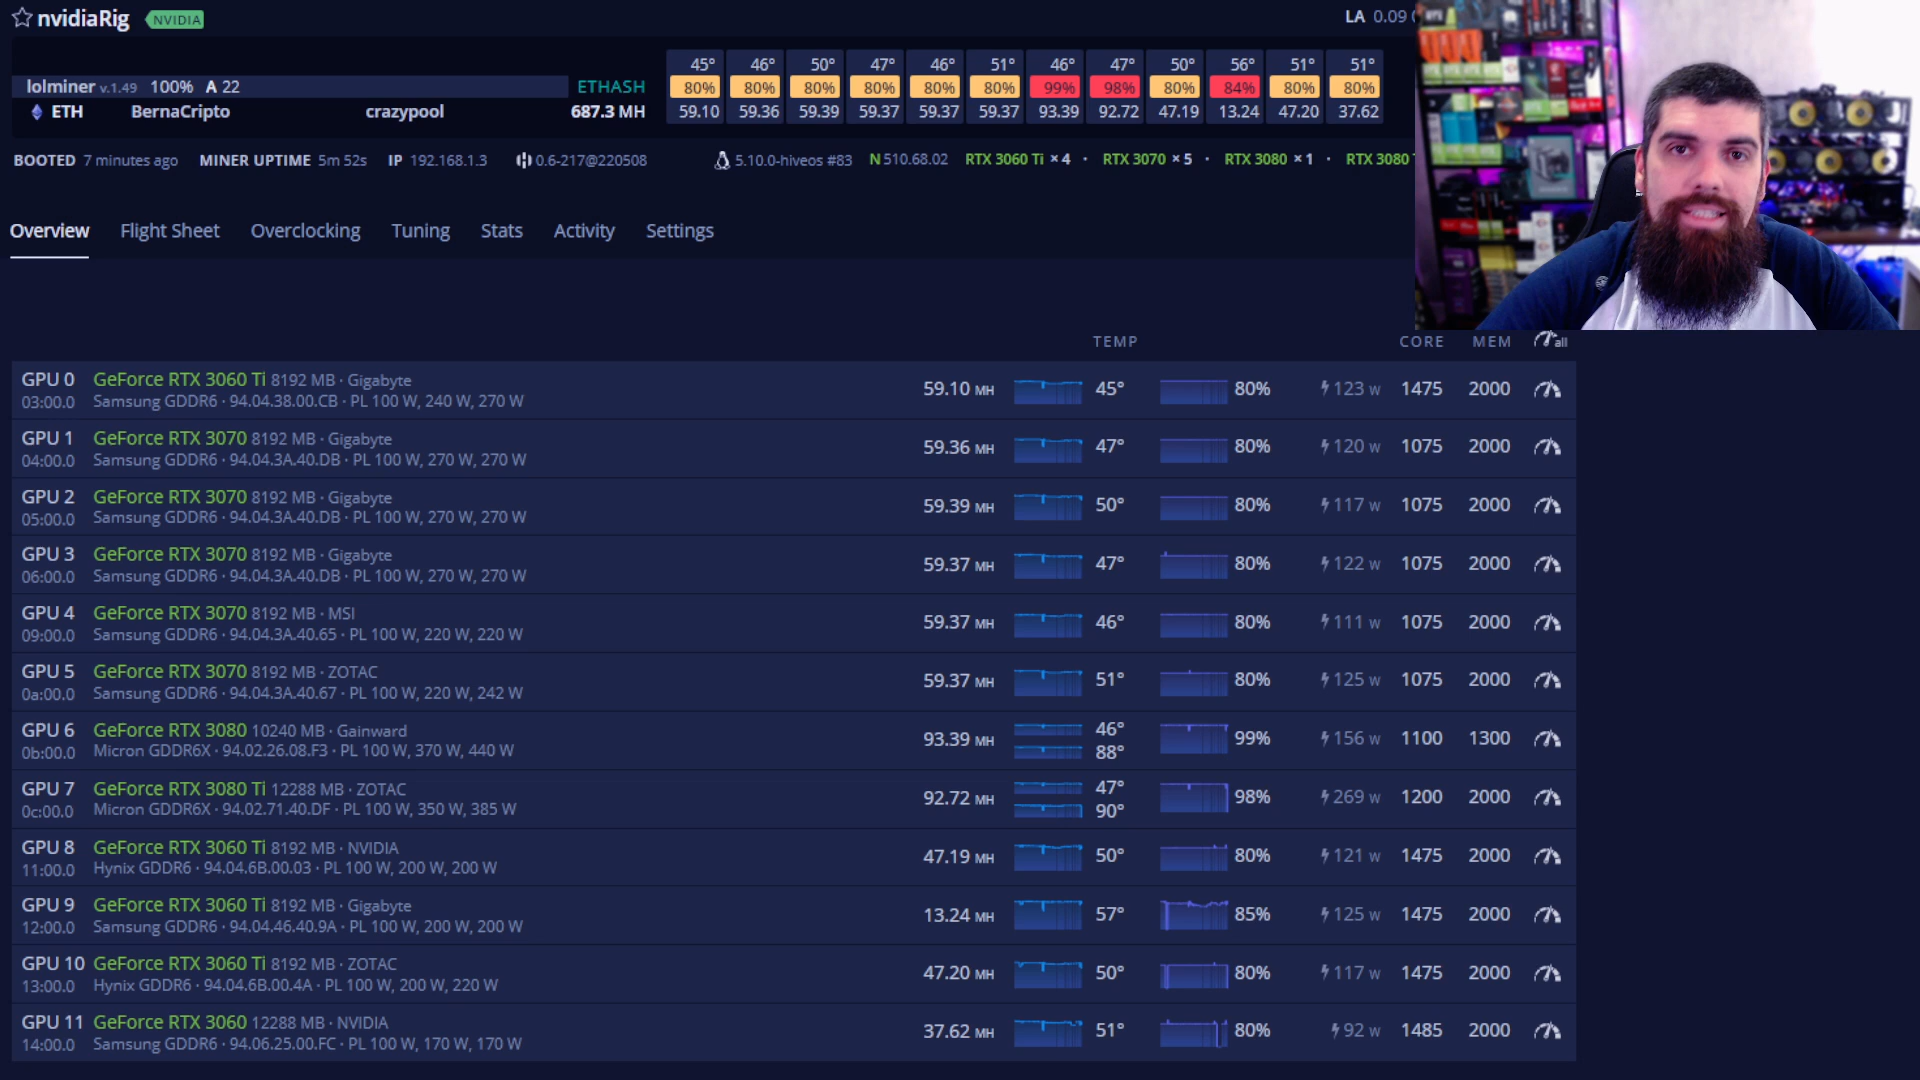 nvidiaRig NVIDIA
LA 0.09
45° 46° 50° 47° 46° 51° 46° 47° 50° 56° 51° 51°
lolminer v.1.49 100% A 22 ETHASH 80% 80% 80% 80% 80% 80% 99% 98% 80% 84% 80% 80%
ETH BernaCripto crazypool 687.3 MH 59.10 59.36 59.39 59.37 59.37 59.37 93.39 92.72 47.19 13.24 47.20 37.62
BOOTED 7 minutes ago MINER UPTIME 5m 52s IP 192.168.1.3 0.6-217@220508 5.10.0-hiveos #83 N 510.68.02 RTX 3060 Ti × 4 · RTX 3070 × 5 · RTX 3080 × 1 · RTX 3080
Overview Flight Sheet Overclocking Tuning Stats Activity Settings
TEMP CORE MEM all
GPU 0 GeForce RTX 3060 Ti 8192 MB · Gigabyte 59.10 MH 45° 80% 123 W 1475 2000
03:00.0 Samsung GDDR6 · 94.04.38.00.CB · PL 100 W, 240 W, 270 W
GPU 1 GeForce RTX 3070 8192 MB · Gigabyte 59.36 MH 47° 80% 120 W 1075 2000
04:00.0 Samsung GDDR6 · 94.04.3A.40.DB · PL 100 W, 270 W, 270 W
GPU 2 GeForce RTX 3070 8192 MB · Gigabyte 59.39 MH 50° 80% 117 W 1075 2000
05:00.0 Samsung GDDR6 · 94.04.3A.40.DB · PL 100 W, 270 W, 270 W
GPU 3 GeForce RTX 3070 8192 MB · Gigabyte 59.37 MH 47° 80% 122 W 1075 2000
06:00.0 Samsung GDDR6 · 94.04.3A.40.DB · PL 100 W, 270 W, 270 W
GPU 4 GeForce RTX 3070 8192 MB · MSI 59.37 MH 46° 80% 111 W 1075 2000
09:00.0 Samsung GDDR6 · 94.04.3A.40.65 · PL 100 W, 220 W, 220 W
GPU 5 GeForce RTX 3070 8192 MB · ZOTAC 59.37 MH 51° 80% 125 W 1075 2000
0a:00.0 Samsung GDDR6 · 94.04.3A.40.67 · PL 100 W, 220 W, 242 W
GPU 6 GeForce RTX 3080 10240 MB · Gainward 93.39 MH 46° 99% 156 W 1100 1300
0b:00.0 Micron GDDR6X · 94.02.26.08.F3 · PL 100 W, 370 W, 440 W 88°
GPU 7 GeForce RTX 3080 Ti 12288 MB · ZOTAC 92.72 MH 47° 98% 269 W 1200 2000
0c:00.0 Micron GDDR6X · 94.02.71.40.DF · PL 100 W, 350 W, 385 W 90°
GPU 8 GeForce RTX 3060 Ti 8192 MB · NVIDIA 47.19 MH 50° 80% 121 W 1475 2000
11:00.0 Hynix GDDR6 · 94.04.6B.00.03 · PL 100 W, 200 W, 200 W
GPU 9 GeForce RTX 3060 Ti 8192 MB · Gigabyte 13.24 MH 57° 85% 125 W 1475 2000
12:00.0 Samsung GDDR6 · 94.04.46.40.9A · PL 100 W, 200 W, 200 W
GPU 10 GeForce RTX 3060 Ti 8192 MB · ZOTAC 47.20 MH 50° 80% 117 W 1475 2000
13:00.0 Hynix GDDR6 · 94.04.6B.00.4A · PL 100 W, 200 W, 220 W
GPU 11 GeForce RTX 3060 12288 MB · NVIDIA 37.62 MH 51° 80% 92 W 1485 2000
14:00.0 Samsung GDDR6 · 94.06.25.00.FC · PL 100 W, 170 W, 170 W